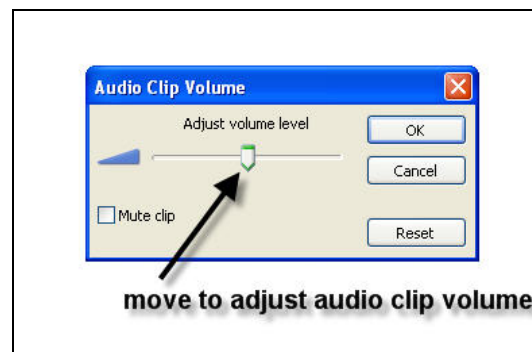 Audio Clip Volume
Adjust volume level
OK
Cancel
Mute clip
Reset
move to adjust audio clip volume